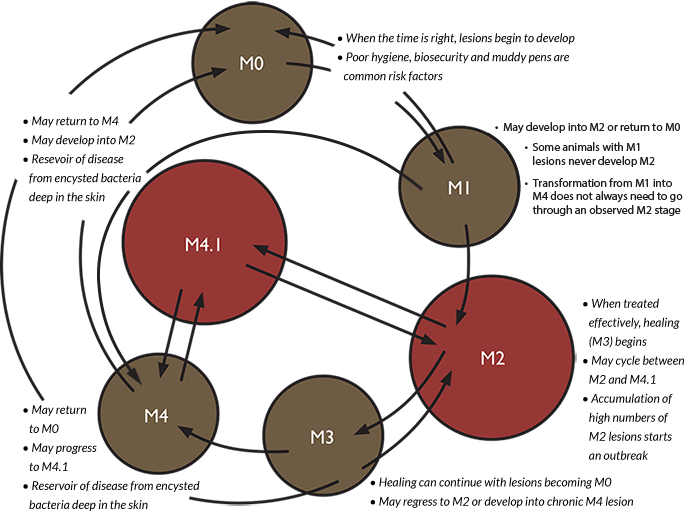 M0
• When the time is right, lesions begin to develop
• Poor hygiene, biosecurity and muddy pens are
common risk factors
• May return to M4
• May develop into M2
• Resevoir of disease
from encysted bacteria
deep in the skin
M1
• May develop into M2 or return to M0
• Some animals with M1
lesions never develop M2
• Transformation from M1 into
M4 does not always need to go
through an observed M2 stage
M4.1
M2
• When treated
effectively, healing
(M3) begins
• May cycle between
M2 and M4.1
• Accumulation of
high numbers of
M2 lesions starts
an outbreak
M4
M3
• May return
to M0
• May progress
to M4.1
• Reservoir of disease from encysted
bacteria deep in the skin
• Healing can continue with lesions becoming M0
• May regress to M2 or develop into chronic M4 lesion